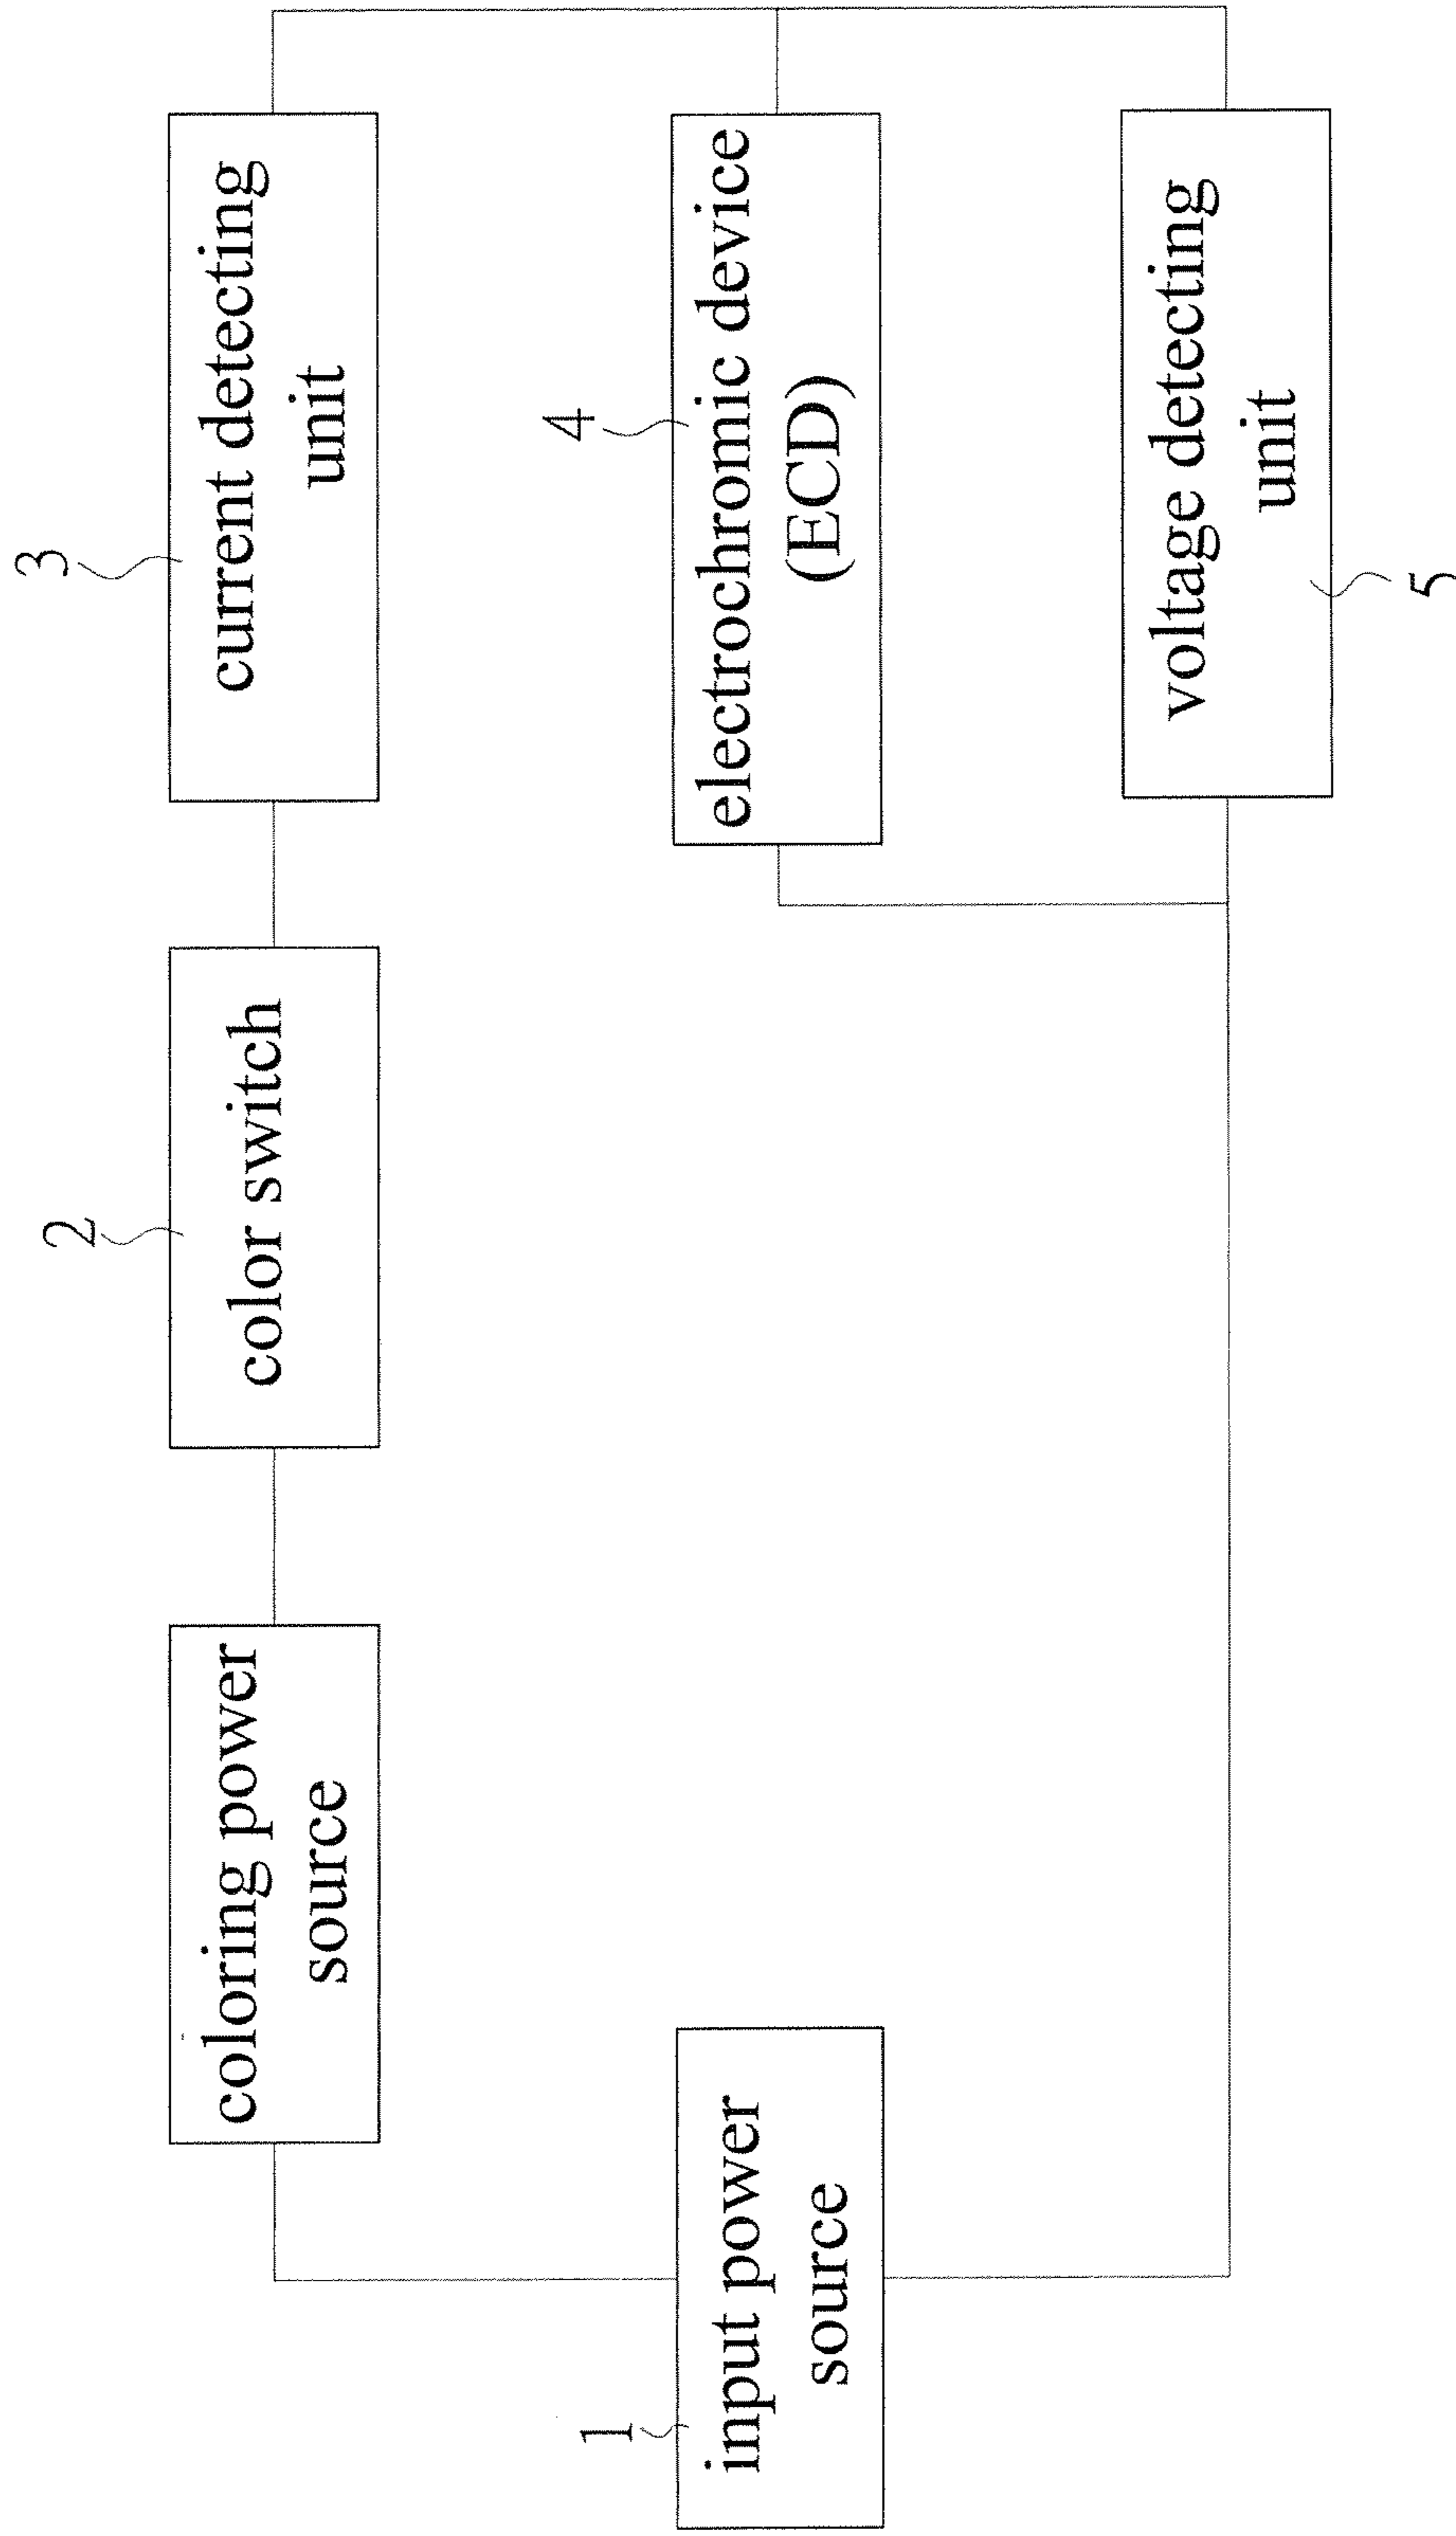 3
current detecting
unit
2
color switch
coloring power
source
4
electrochromic device
(ECD)
1
input power
source
voltage detecting
unit
5